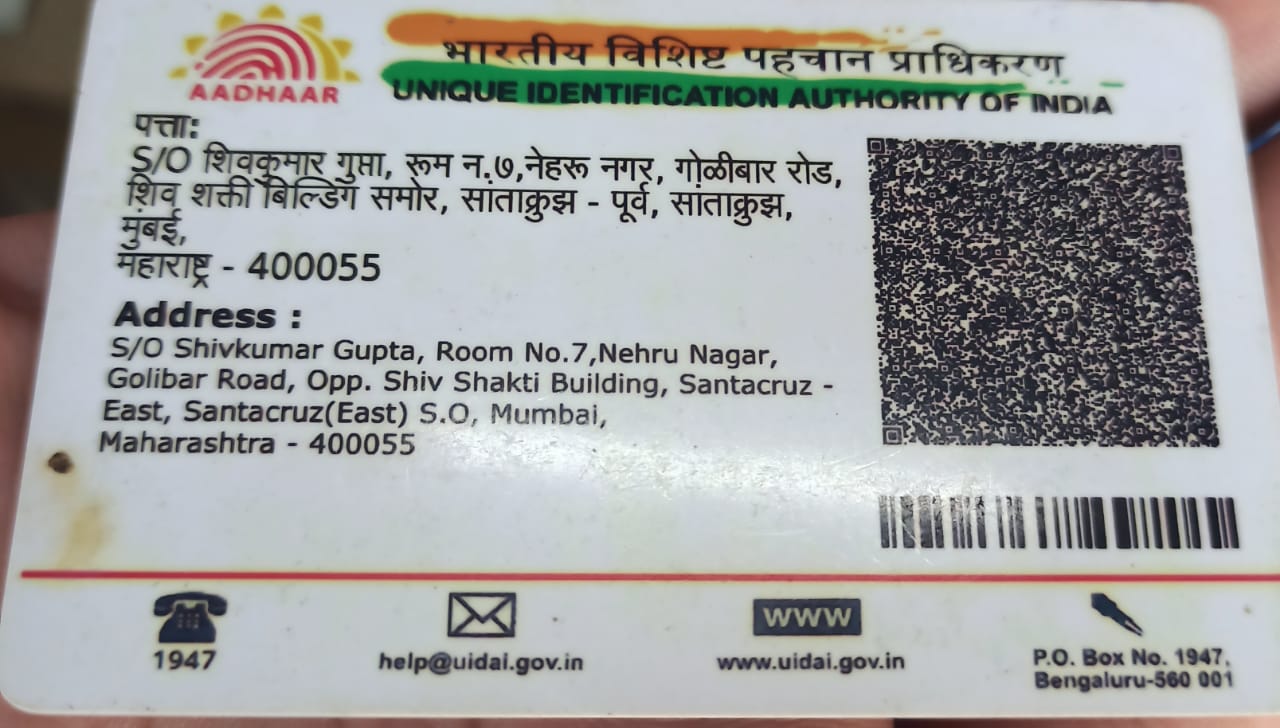 AADHAAR
भारतीय विशिष्ट पहचान प्राधिकरण
UNIQUE IDENTIFICATION AUTHORITY OF INDIA
पत्ता:
S/O शिवकुमार गुप्ता, रूम न.७,नेहरू नगर, गोळीबार रोड,
शिव शक्ती बिल्डिंग समोर, सांताक्रुझ - पूर्व, सांताक्रुझ,
मुंबई,
महाराष्ट्र - 400055
Address :
S/O Shivkumar Gupta, Room No.7,Nehru Nagar,
Golibar Road, Opp. Shiv Shakti Building, Santacruz -
East, Santacruz(East) S.O, Mumbai,
Maharashtra - 400055
1947
help@uidai.gov.in
WWW
www.uidai.gov.in
P.O. Box No. 1947,
Bengaluru-560 001